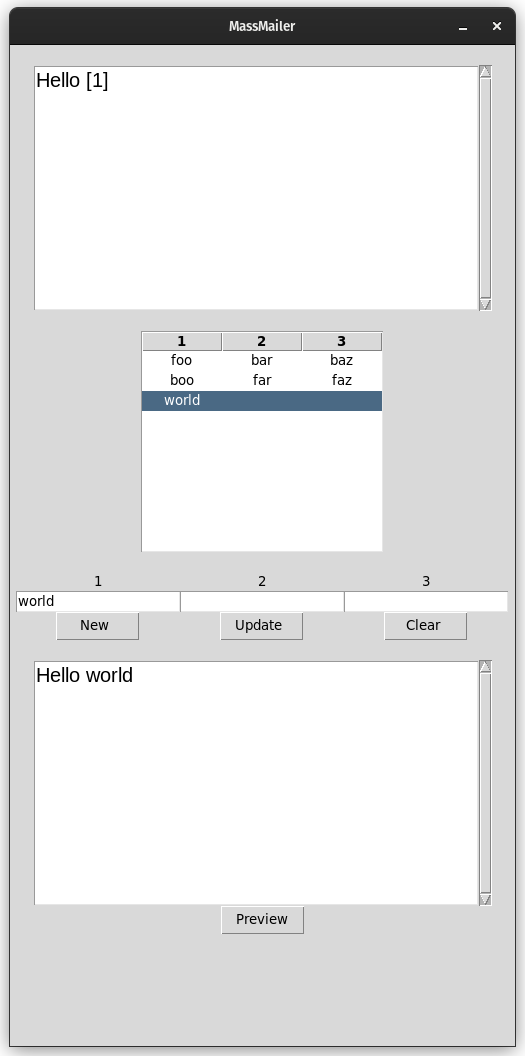 MassMailer
Hello [1]
1 2 3
foo bar baz
boo far faz
world
1 2 3
world
New Update Clear
Hello world
Preview